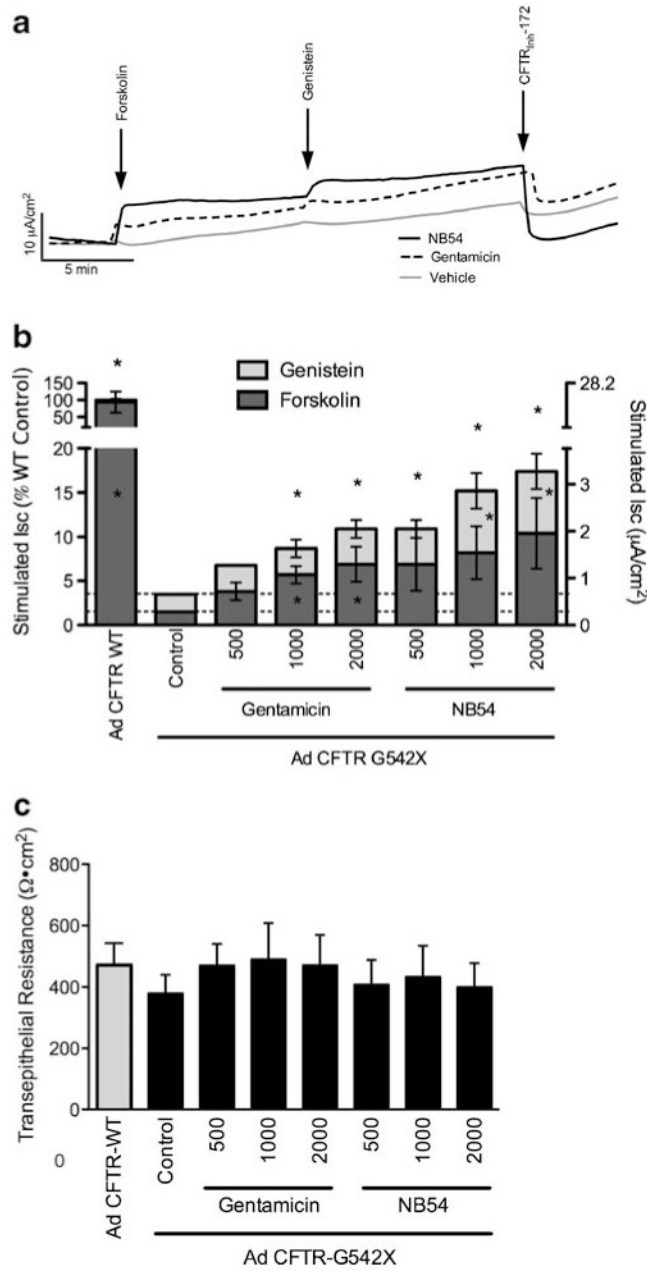 a
Forskolin
Genistein
CFTRInh-172
10 μA/cm2
5 min
NB54
Gentamicin
Vehicle
b
Stimulated Isc (% WT Control)
150
100
50
20
15
10
5
0
Genistein
Forskolin
*
*
*
*
*
*
*
*
*
*
*
28.2
3
2
1
0
Stimulated Isc (μA/cm2)
Ad CFTR WT
Control
500
1000
2000
500
1000
2000
Gentamicin
NB54
Ad CFTR G542X
c
Transepithelial Resistance (Ω•cm2)
800
600
400
200
0
0
Ad CFTR-WT
Control
500
1000
2000
500
1000
2000
Gentamicin
NB54
Ad CFTR-G542X